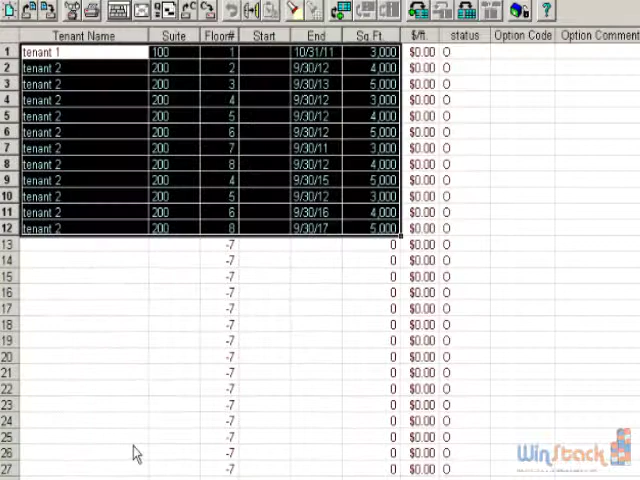 Tenant Name Suite Floor# Start End Sq.Ft. $/ft. status Option Code Option Comment
1 tenant 1 100 1 10/31/11 3,000 $0.00 O
2 tenant 2 200 2 9/30/12 4,000 $0.00 O
3 tenant 2 200 3 9/30/13 5,000 $0.00 O
4 tenant 2 200 4 9/30/12 3,000 $0.00 O
5 tenant 2 200 5 9/30/12 4,000 $0.00 O
6 tenant 2 200 6 9/30/12 5,000 $0.00 O
7 tenant 2 200 7 9/30/11 3,000 $0.00 O
8 tenant 2 200 8 9/30/12 4,000 $0.00 O
9 tenant 2 200 4 9/30/15 5,000 $0.00 O
10 tenant 2 200 5 9/30/12 3,000 $0.00 O
11 tenant 2 200 6 9/30/16 4,000 $0.00 O
12 tenant 2 200 8 9/30/17 5,000 $0.00 O
13 -7 0 $0.00 O
14 -7 0 $0.00 O
15 -7 0 $0.00 O
16 -7 0 $0.00 O
17 -7 0 $0.00 O
18 -7 0 $0.00 O
19 -7 0 $0.00 O
20 -7 0 $0.00 O
21 -7 0 $0.00 O
22 -7 0 $0.00 O
23 -7 0 $0.00 O
24 -7 0 $0.00 O
25 -7 0 $0.00 O
26 -7 0 $0.00 O
27 -7 0 $0.00 O
WinStack